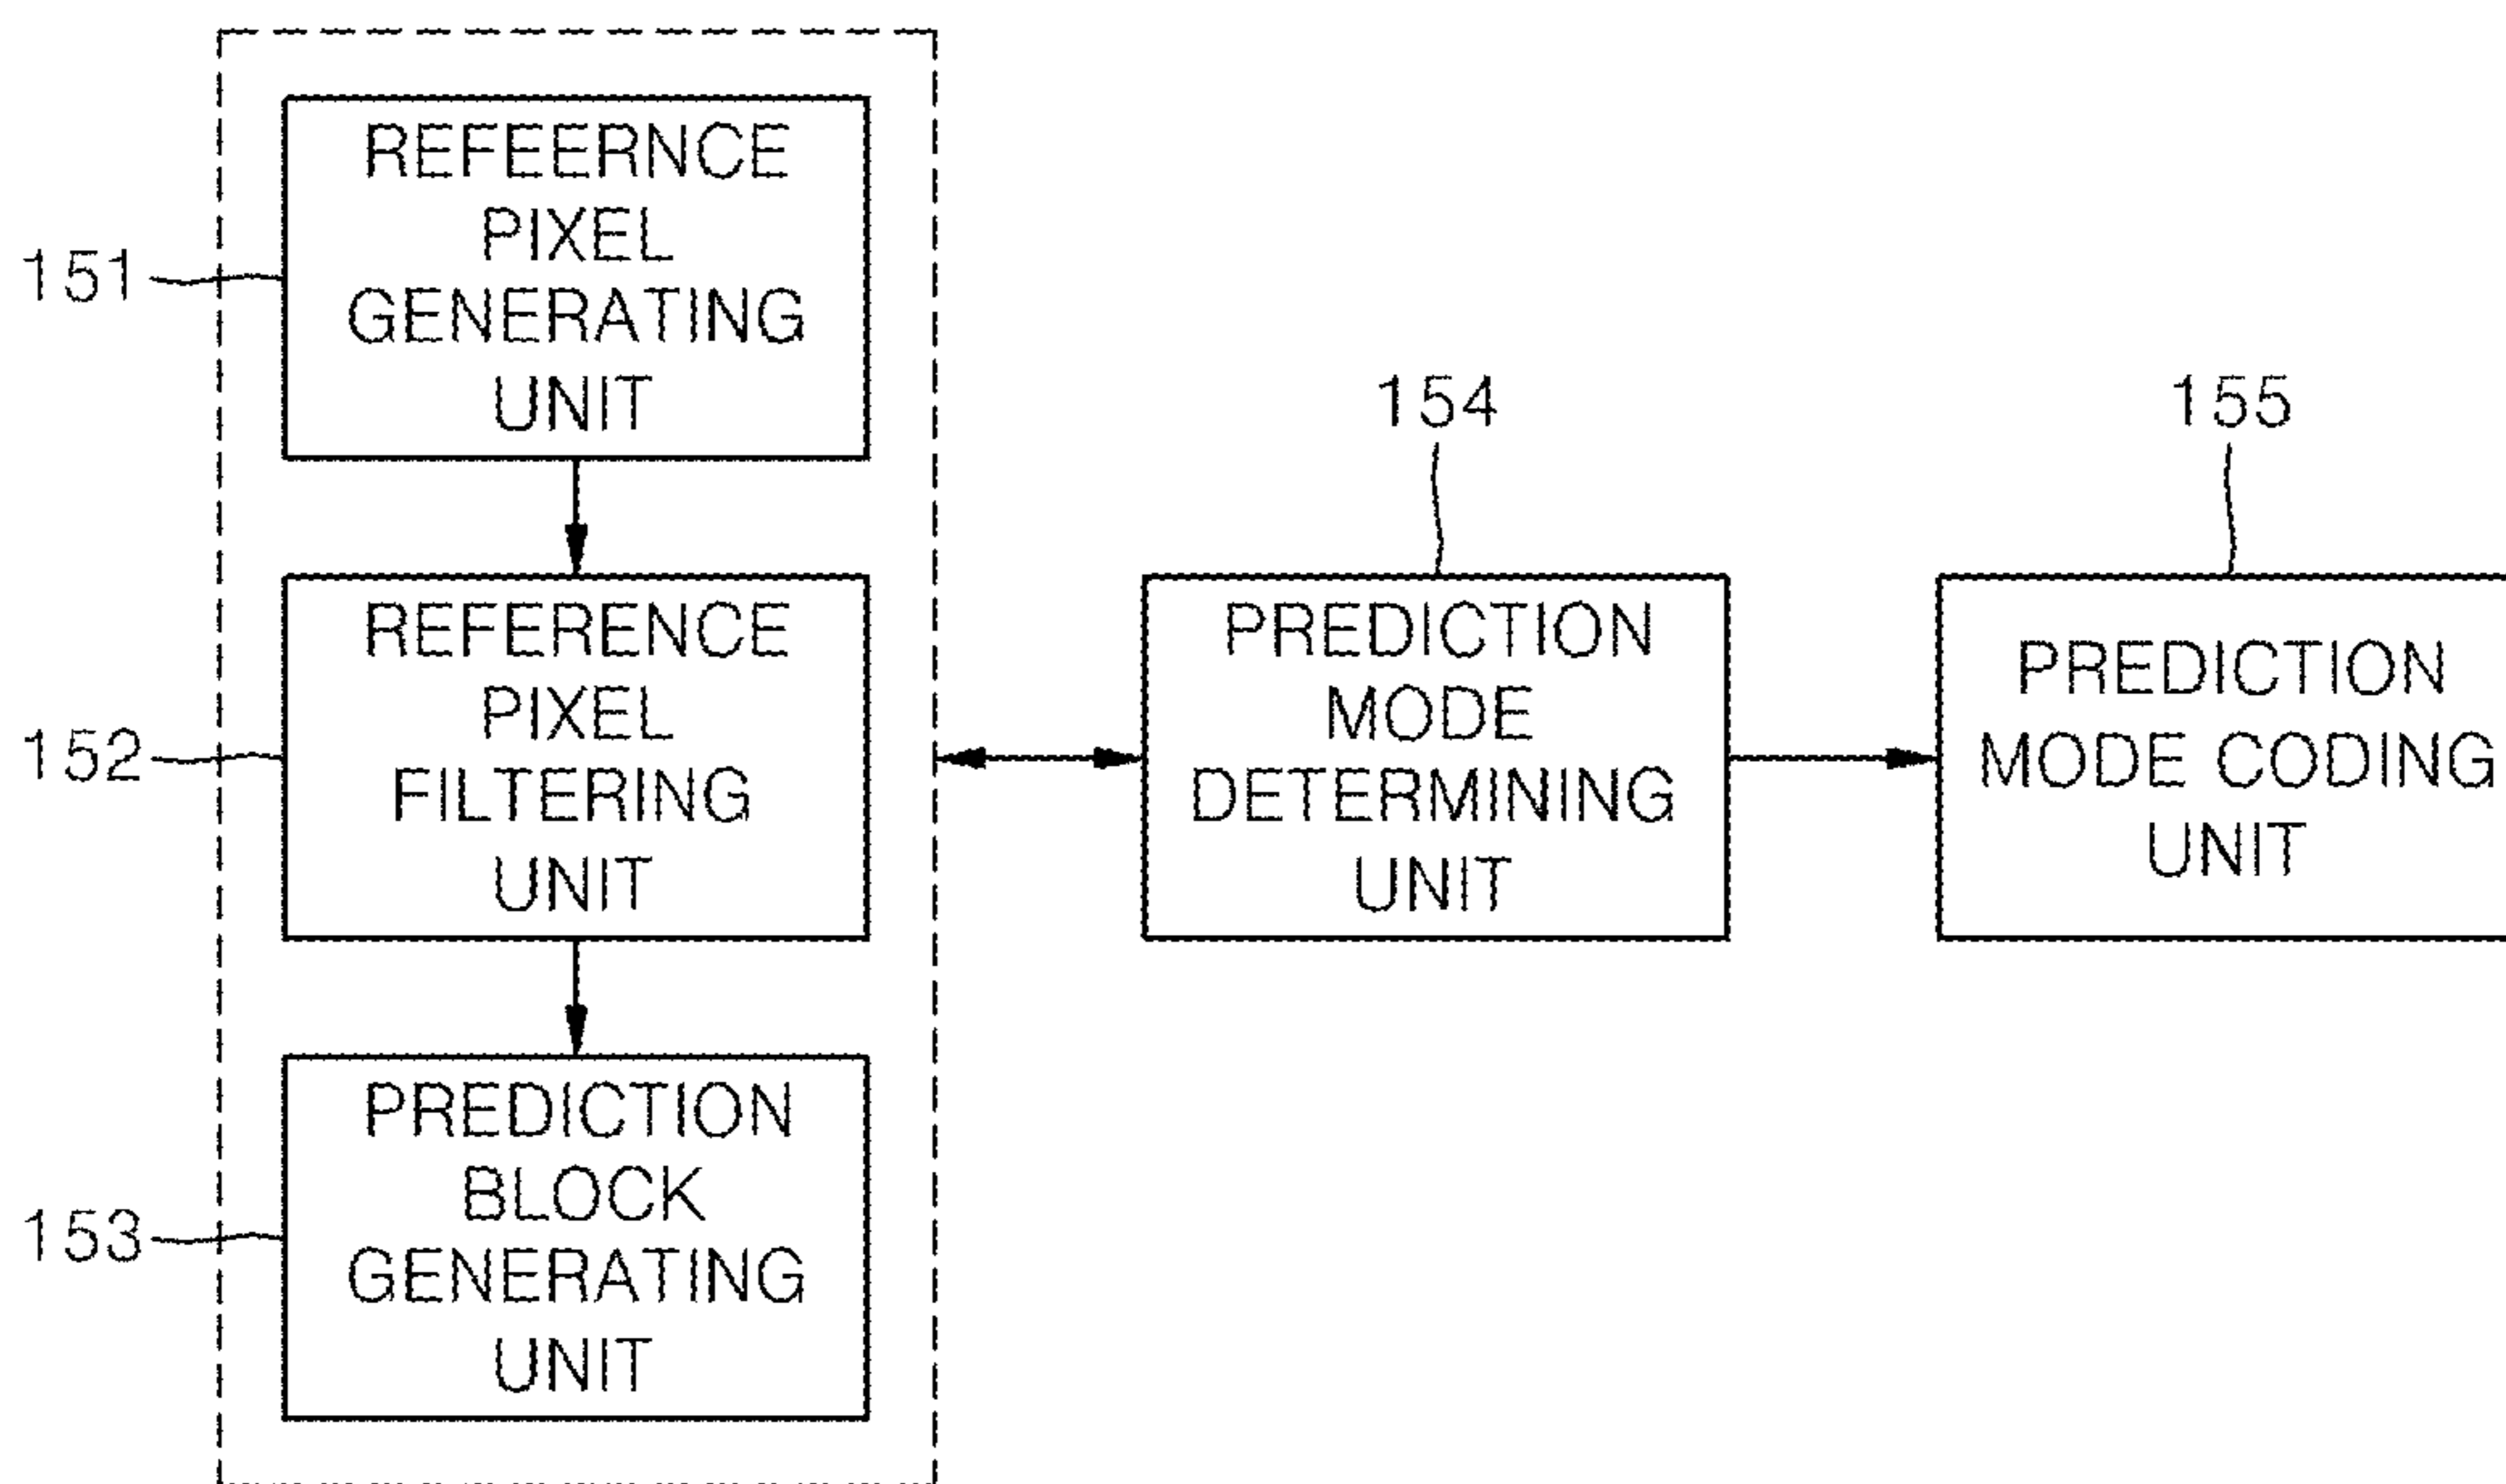 REFEERNCE
PIXEL
GENERATING
UNIT
151
REFERENCE
PIXEL
FILTERING
UNIT
152
PREDICTION
BLOCK
GENERATING
UNIT
153
154
PREDICTION
MODE
DETERMINING
UNIT
155
PREDICTION
MODE CODING
UNIT